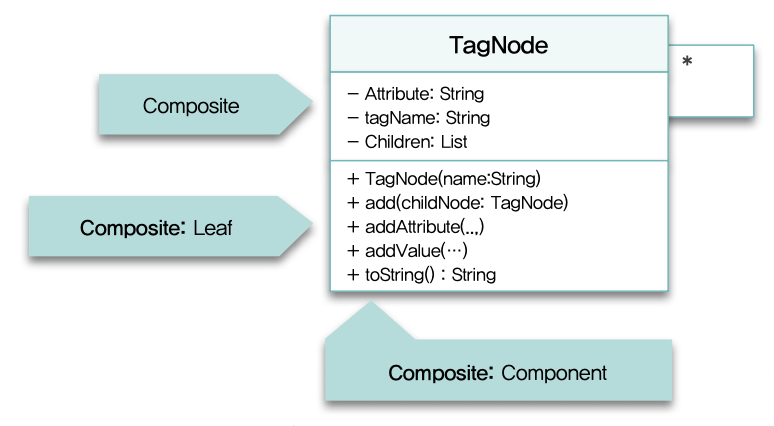 TagNode
*
Composite
− Attribute: String
− tagName: String
− Children: List
Composite: Leaf
+ TagNode(name:String)
+ add(childNode: TagNode)
+ addAttribute(..,)
+ addValue(⋯)
+ toString() : String
Composite: Component